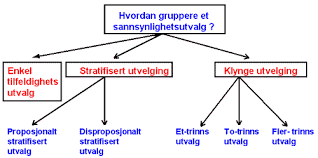 Hvordan gruppere et
sannsynlighetsutvalg ?
Enkel
tilfeldighets
utvalg
Stratifisert utvelging
Klynge utvelging
Proposjonalt
stratifisert
utvalg
Disproposjonalt
stratifisert
utvalg
Et-trinns
utvalg
To-trinns
utvalg
Fler- trinns
utvalg